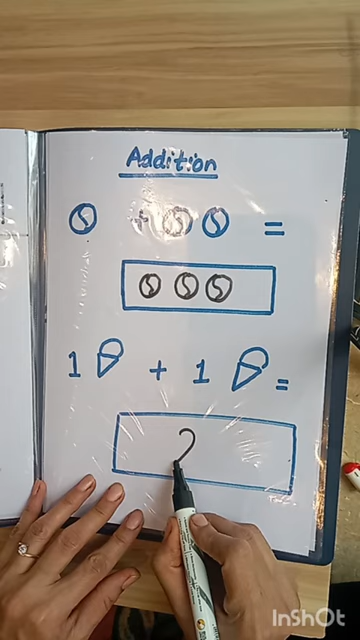 Addition
+ =
1 + 1 =
2
InShOt